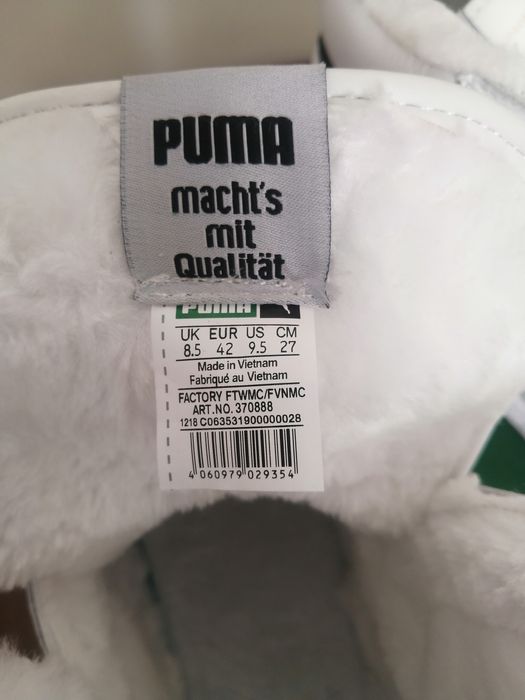 PUMA
macht's
mit
Qualität
PUMA
UK EUR US CM
8.5 42 9.5 27
Made in Vietnam
Fabriqué au Vietnam
FACTORY FTWMC/FVNMC
ART.NO. 370888
1218 C063531900000028
4 060979 029354